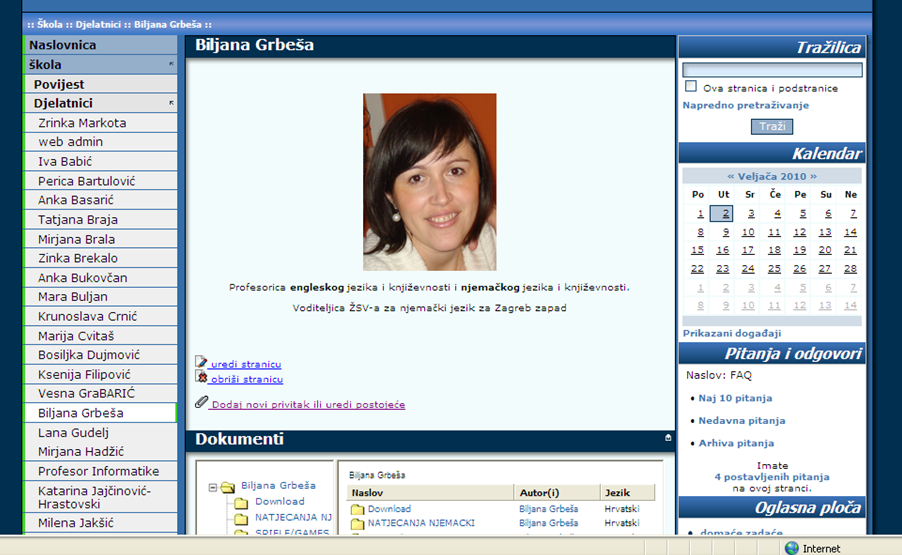 :: Škola :: Djelatnici :: Biljana Grbeša ::
Naslovnica
škola
Povijest
Djelatnici
Zrinka Markota
web admin
Iva Babić
Perica Bartulović
Anka Basarić
Tatjana Braja
Mirjana Brala
Zinka Brekalo
Anka Bukovčan
Mara Buljan
Krunoslava Crnić
Marija Cvitaš
Bosiljka Dujmović
Ksenija Filipović
Vesna GraBARIĆ
Biljana Grbeša
Lana Gudelj
Mirjana Hadžić
Profesor Informatike
Katarina Jajčinović-
Hrastovski
Milena Jakšić
Biljana Grbeša
Profesorica engleskog jezika i književnosti i njemačkog jezika i književnosti.
Voditeljica ŽSV-a za njemački jezik za Zagreb zapad
uredi stranicu
obriši stranicu
Dodaj novi privitak ili uredi postojeće
Dokumenti
Biljana Grbeša
Download
NATJECANJA NJ
SPIELE/GAMES
Biljana Grbeša
Naslov Autor(i) Jezik
Download Biljana Grbeša Hrvatski
NATJECANJA NJEMACKI Biljana Grbeša Hrvatski
Tražilica
Ova stranica i podstranice
Napredno pretraživanje
Traži
Kalendar
« Veljača 2010 »
Po Ut Sr Če Pe Su Ne
1 2 3 4 5 6 7
8 9 10 11 12 13 14
15 16 17 18 19 20 21
22 23 24 25 26 27 28
1 2 3 4 5 6 7
8 9 10 11 12 13 14
Prikazani događaji
Pitanja i odgovori
Naslov: FAQ
• Naj 10 pitanja
• Nedavna pitanja
• Arhiva pitanja
Imate
4 postavljenih pitanja
na ovoj stranci.
Oglasna ploča
• domaće zadaće
Internet